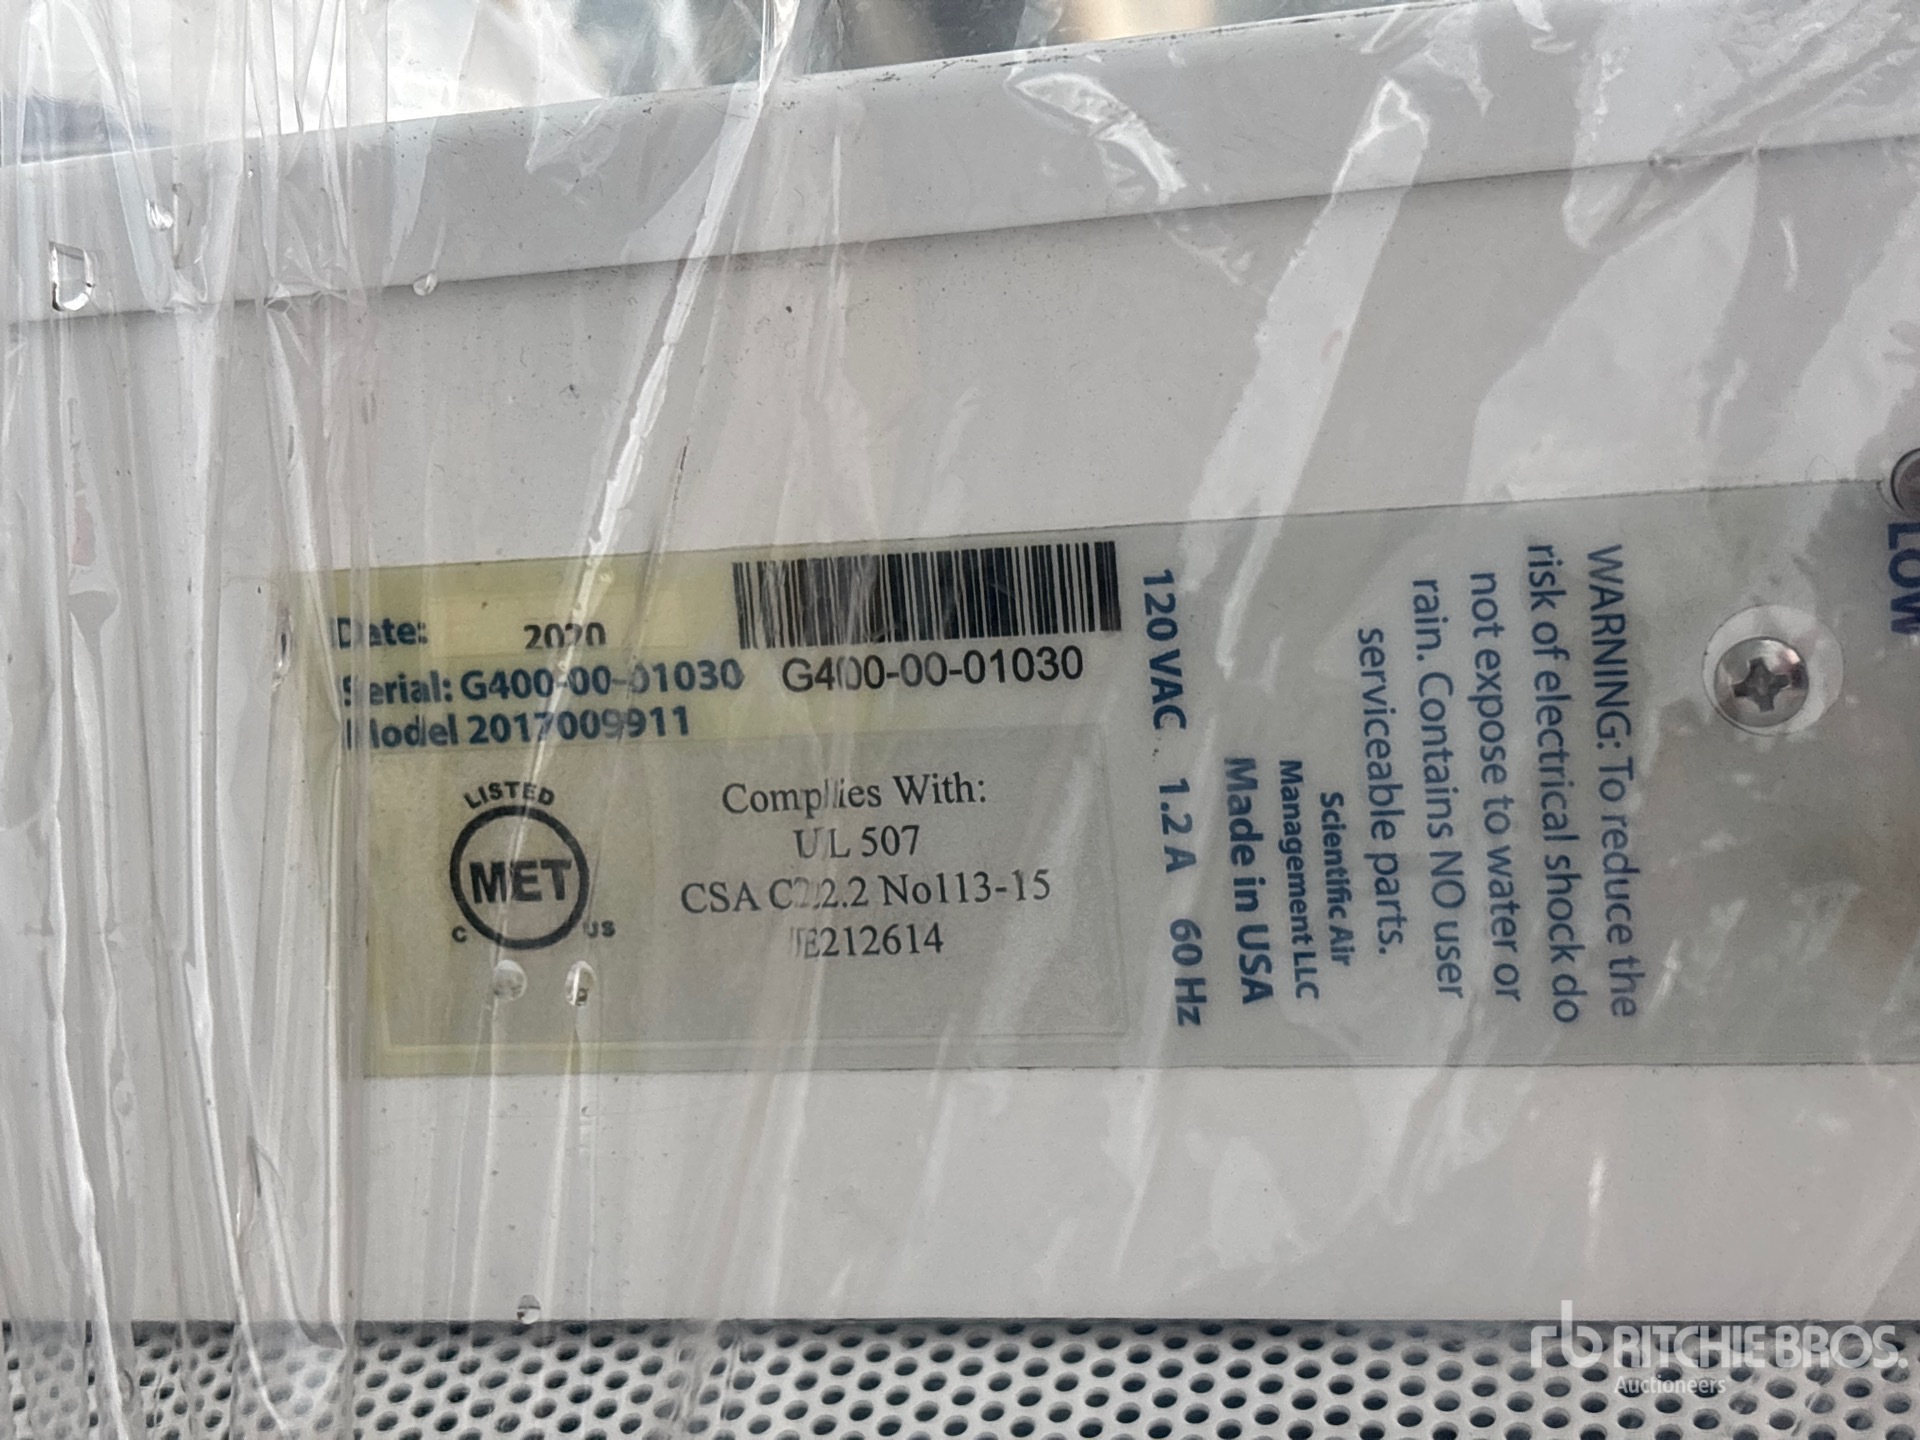 Date: 2020
Serial: G400-00-01030
Model 2017009911
G400-00-01030
LISTED
MET
C US
Complies With:
UL 507
CSA C22.2 No113-15
E212614
120 VAC 1.2 A 60 Hz
Made in USA
Scientific Air
Management LLC
WARNING: To reduce the
risk of electrical shock do
not expose to water or
rain. Contains NO user
serviceable parts.
LOW
rb RITCHIE BROS.
Auctioneers